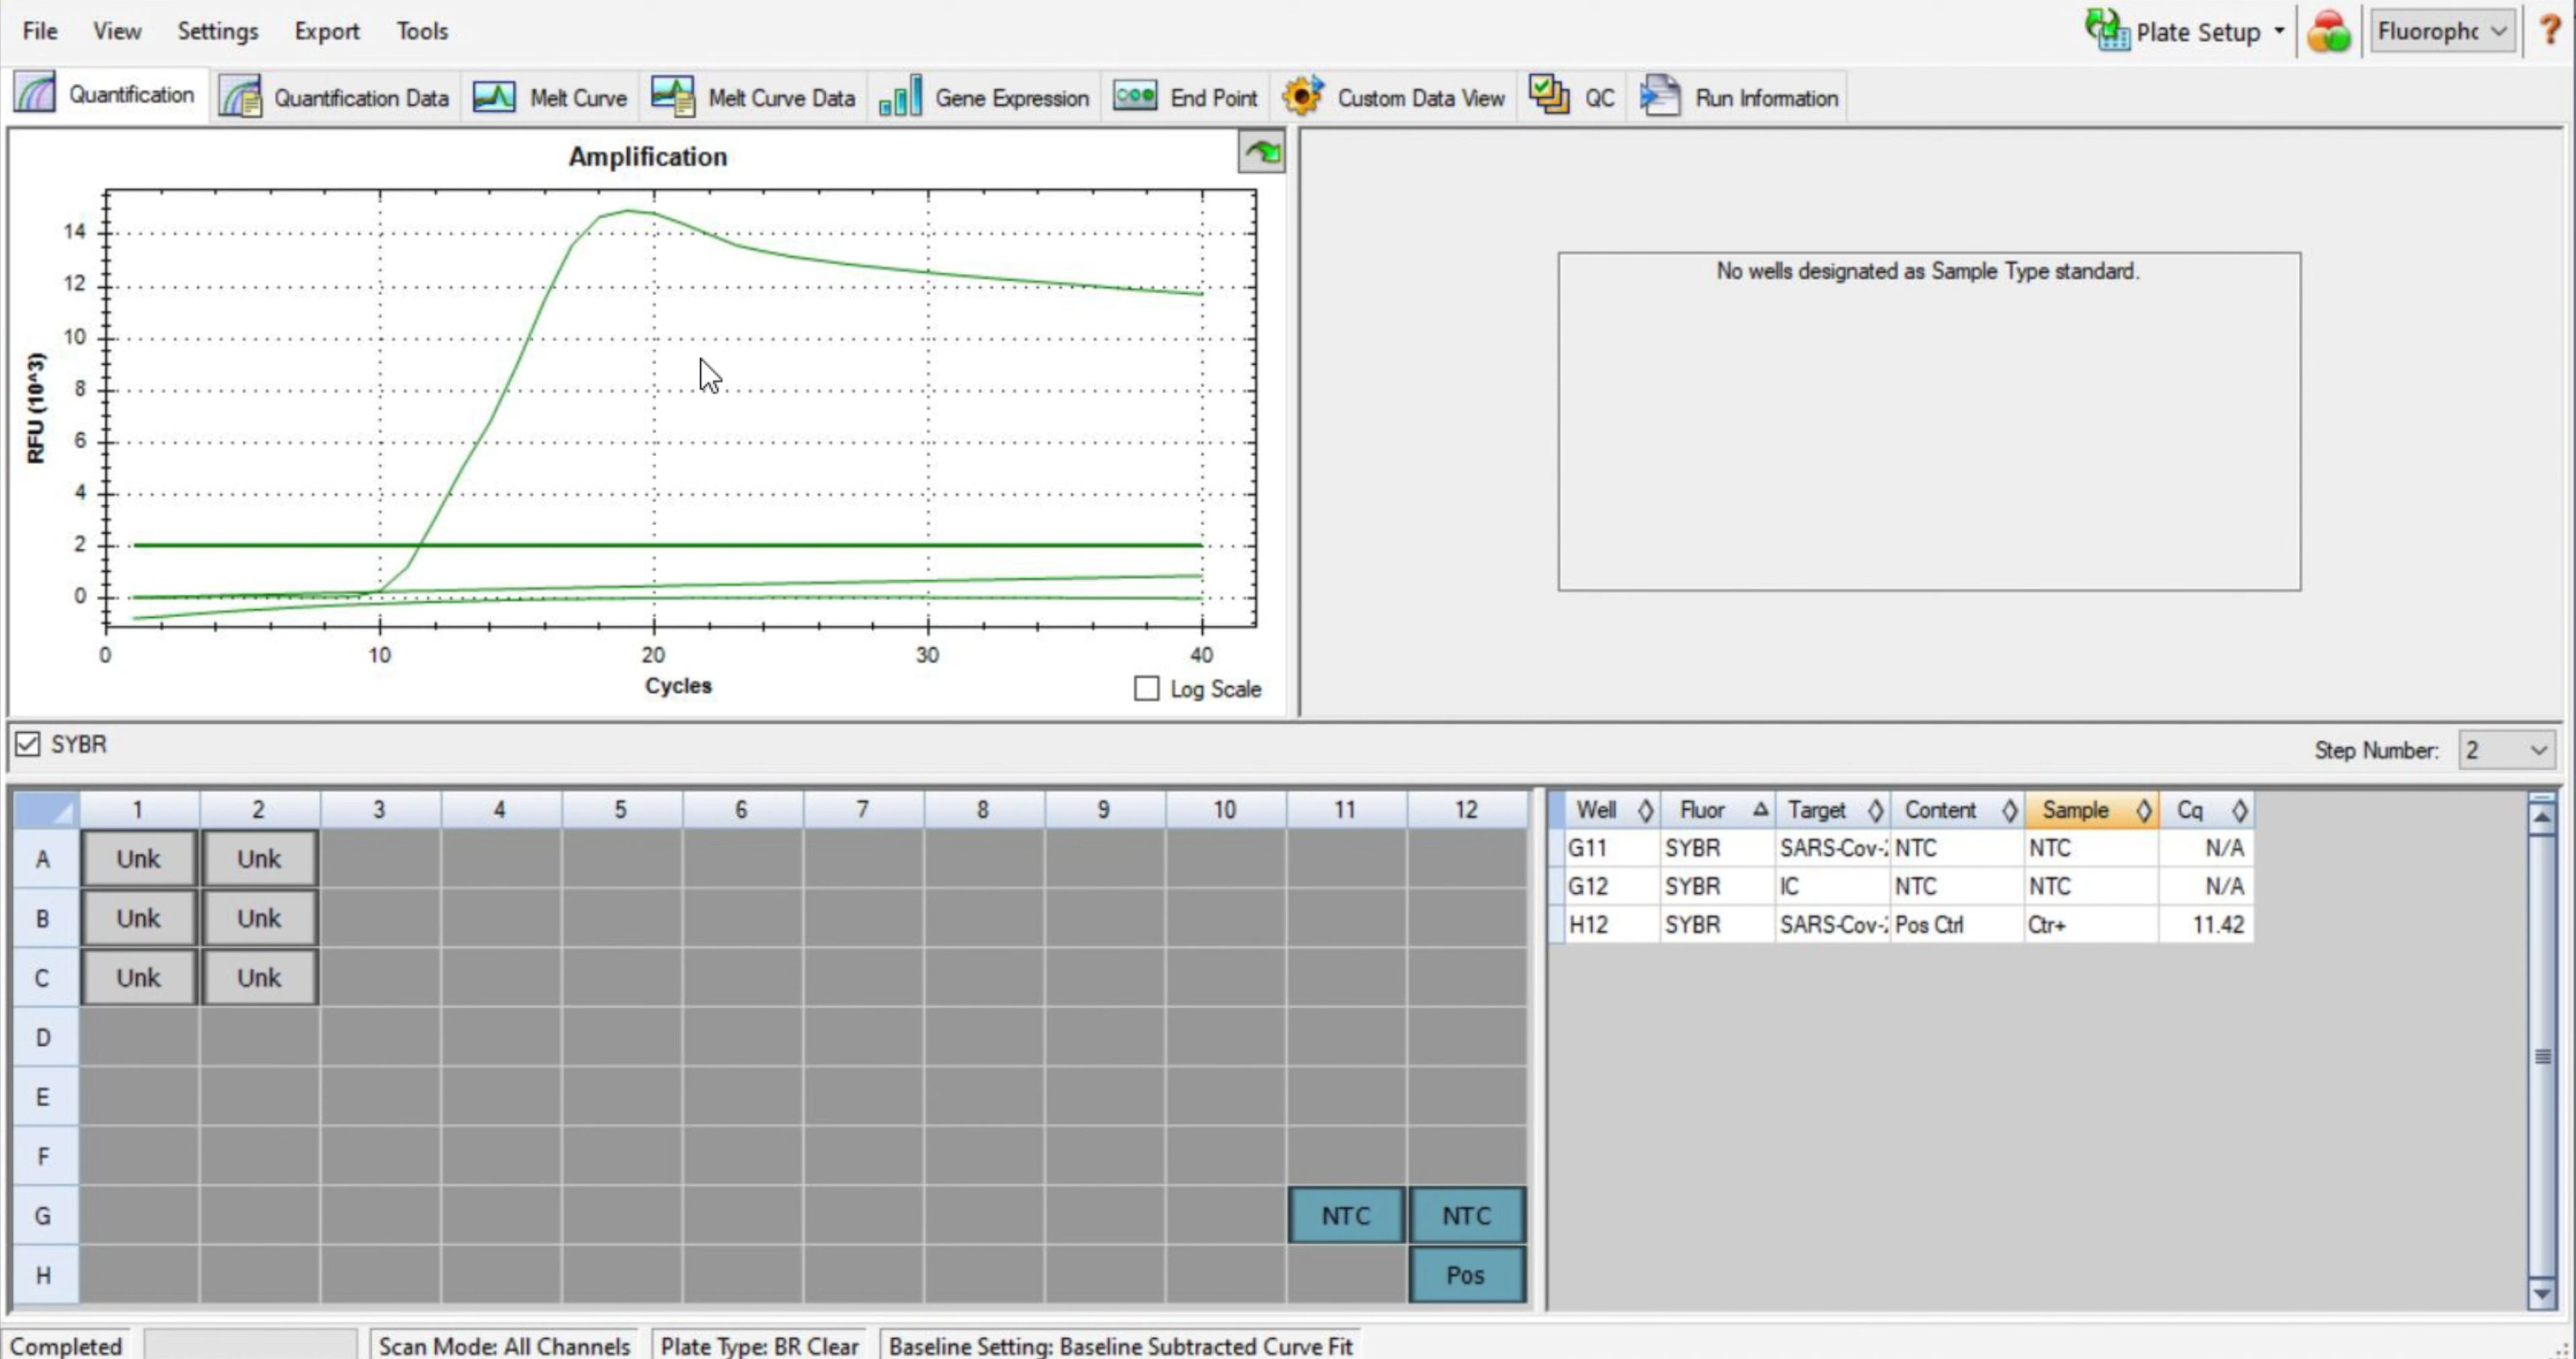 File View Settings Export Tools Plate Setup Fluorophc ?
Quantification Quantification Data Melt Curve Melt Curve Data Gene Expression End Point Custom Data View QC Run Information
Amplification
14
12
10
8
6
4
2
0
RFU (10^3)
0 10 20 30 40
Cycles
Log Scale
No wells designated as Sample Type standard.
SYBR
Step Number: 2
1 2 3 4 5 6 7 8 9 10 11 12
A Unk Unk
B Unk Unk
C Unk Unk
D
E
F
G NTC NTC
H Pos
Well Fluor Target Content Sample Cq
G11 SYBR SARS-Cov-: NTC NTC N/A
G12 SYBR IC NTC NTC N/A
H12 SYBR SARS-Cov-: Pos Ctrl Ctr+ 11.42
Completed Scan Mode: All Channels Plate Type: BR Clear Baseline Setting: Baseline Subtracted Curve Fit